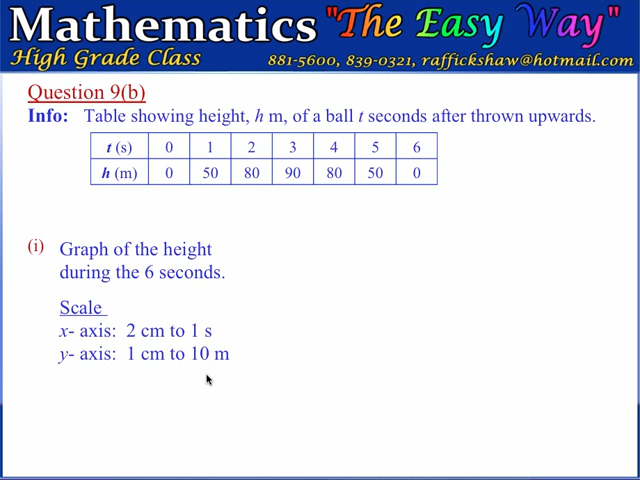 Mathematics "The Easy Way"
High Grade Class 881-5600, 839-0321, raffickshaw@hotmail.com
Question 9(b)
Info: Table showing height, h m, of a ball t seconds after thrown upwards.
t (s) 0 1 2 3 4 5 6
h (m) 0 50 80 90 80 50 0
(i) Graph of the height
during the 6 seconds.
Scale
x- axis: 2 cm to 1 s
y- axis: 1 cm to 10 m